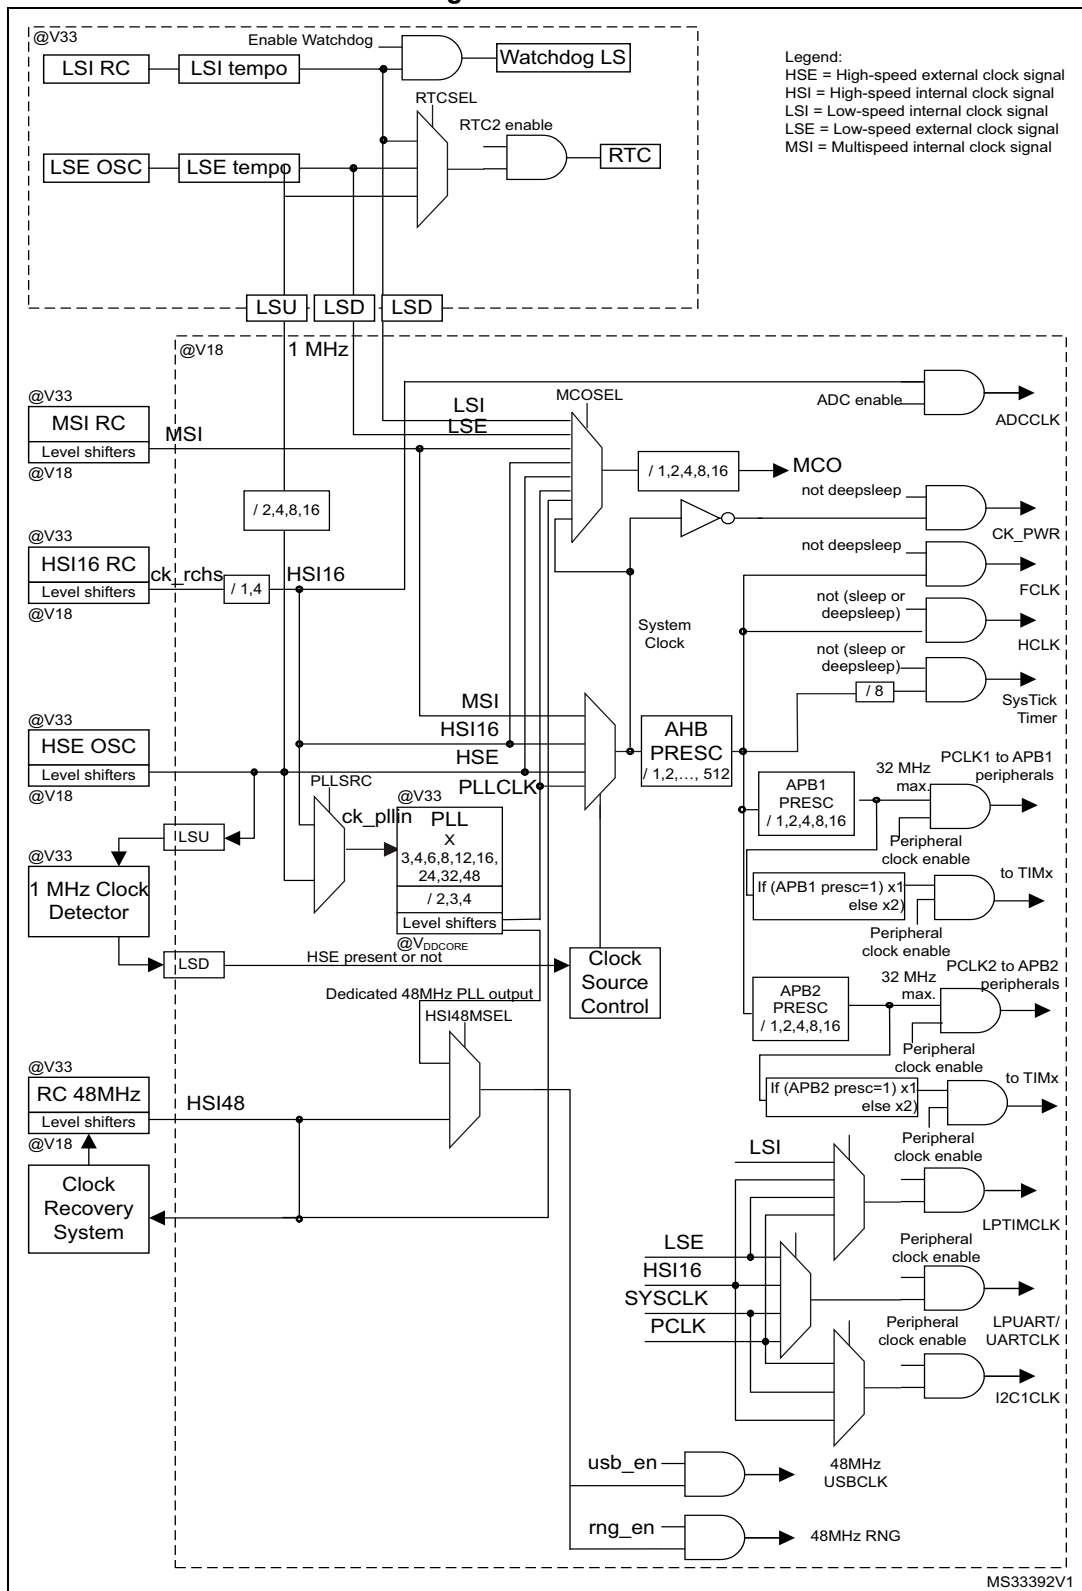 @V33
Enable Watchdog
Watchdog LS
LSI RC
LSI tempo
Legend:
HSE = High-speed external clock signal
HSI = High-speed internal clock signal
LSI = Low-speed internal clock signal
LSE = Low-speed external clock signal
MSI = Multispeed internal clock signal
RTCSEL
RTC2 enable
LSE OSC
LSE tempo
RTC
LSU
LSD
LSD
@V18
1 MHz
@V33
MSI RC
Level shifters
@V18
MSI
LSI
LSE
MCOSEL
ADC enable
ADCCLK
/ 1,2,4,8,16
MCO
/ 2,4,8,16
not deepsleep
CK_PWR
@V33
HSI16 RC
Level shifters
@V18
ck_rchs
/ 1,4
HSI16
not deepsleep
FCLK
not (sleep or
deepsleep)
HCLK
System
Clock
not (sleep or
deepsleep)
/ 8
SysTick
Timer
MSI
HSI16
HSE
PLLCLK
@V33
HSE OSC
Level shifters
@V18
AHB
PRESC
/ 1,2,..., 512
PLLSRC
ck_pllin
@V33
PLL
X
3,4,6,8,12,16,
24,32,48
/ 2,3,4
Level shifters
@VDDCORE
PCLK1 to APB1
peripherals
32 MHz
max.
APB1
PRESC
/ 1,2,4,8,16
Peripheral
clock enable
If (APB1 presc=1) x1
else x2)
to TIMx
Peripheral
clock enable
LSU
@V33
1 MHz Clock
Detector
LSD
HSE present or not
Clock
Source
Control
PCLK2 to APB2
peripherals
32 MHz
max.
APB2
PRESC
/ 1,2,4,8,16
Peripheral
clock enable
If (APB2 presc=1) x1
else x2)
to TIMx
Peripheral
clock enable
Dedicated 48MHz PLL output
HSI48MSEL
@V33
RC 48MHz
Level shifters
@V18
HSI48
Clock
Recovery
System
LSI
LPTIMCLK
LSE
HSI16
SYSCLK
PCLK
Peripheral
clock enable
LPUART/
UARTCLK
Peripheral
clock enable
I2C1CLK
usb_en
48MHz
USBCLK
rng_en
48MHz RNG
MS33392V1